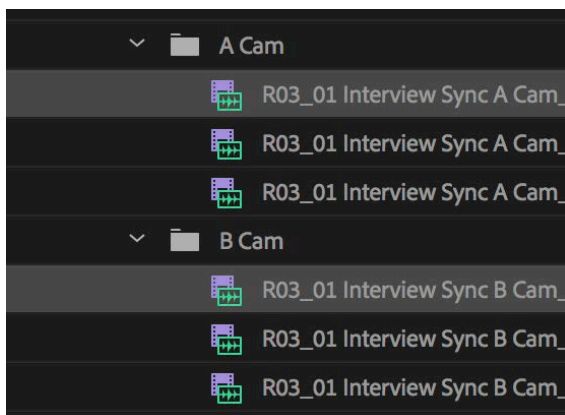 A Cam
R03_01 Interview Sync A Cam_
R03_01 Interview Sync A Cam_
R03_01 Interview Sync A Cam_
B Cam
R03_01 Interview Sync B Cam_
R03_01 Interview Sync B Cam_
R03_01 Interview Sync B Cam_